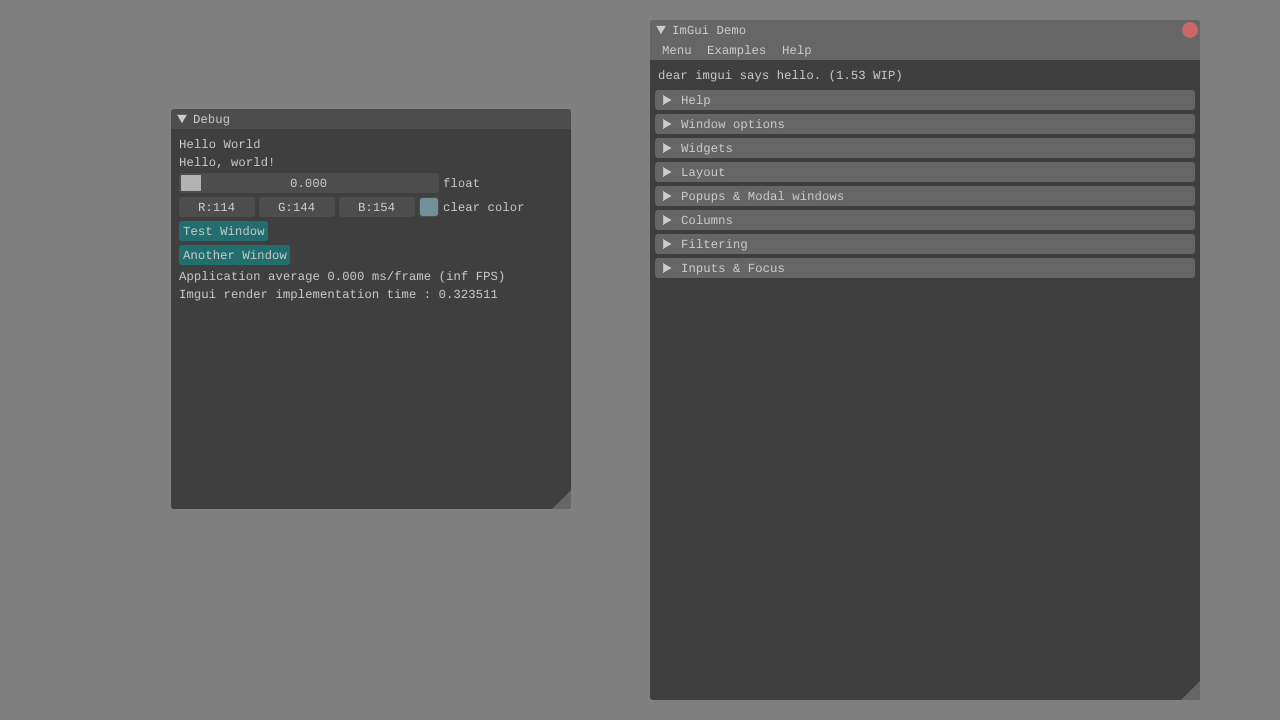 Debug
Hello World
Hello, world!
0.000 float
R:114 G:144 B:154 clear color
Test Window
Another Window
Application average 0.000 ms/frame (inf FPS)
Imgui render implementation time : 0.323511
ImGui Demo
Menu Examples Help
dear imgui says hello. (1.53 WIP)
Help
Window options
Widgets
Layout
Popups & Modal windows
Columns
Filtering
Inputs & Focus